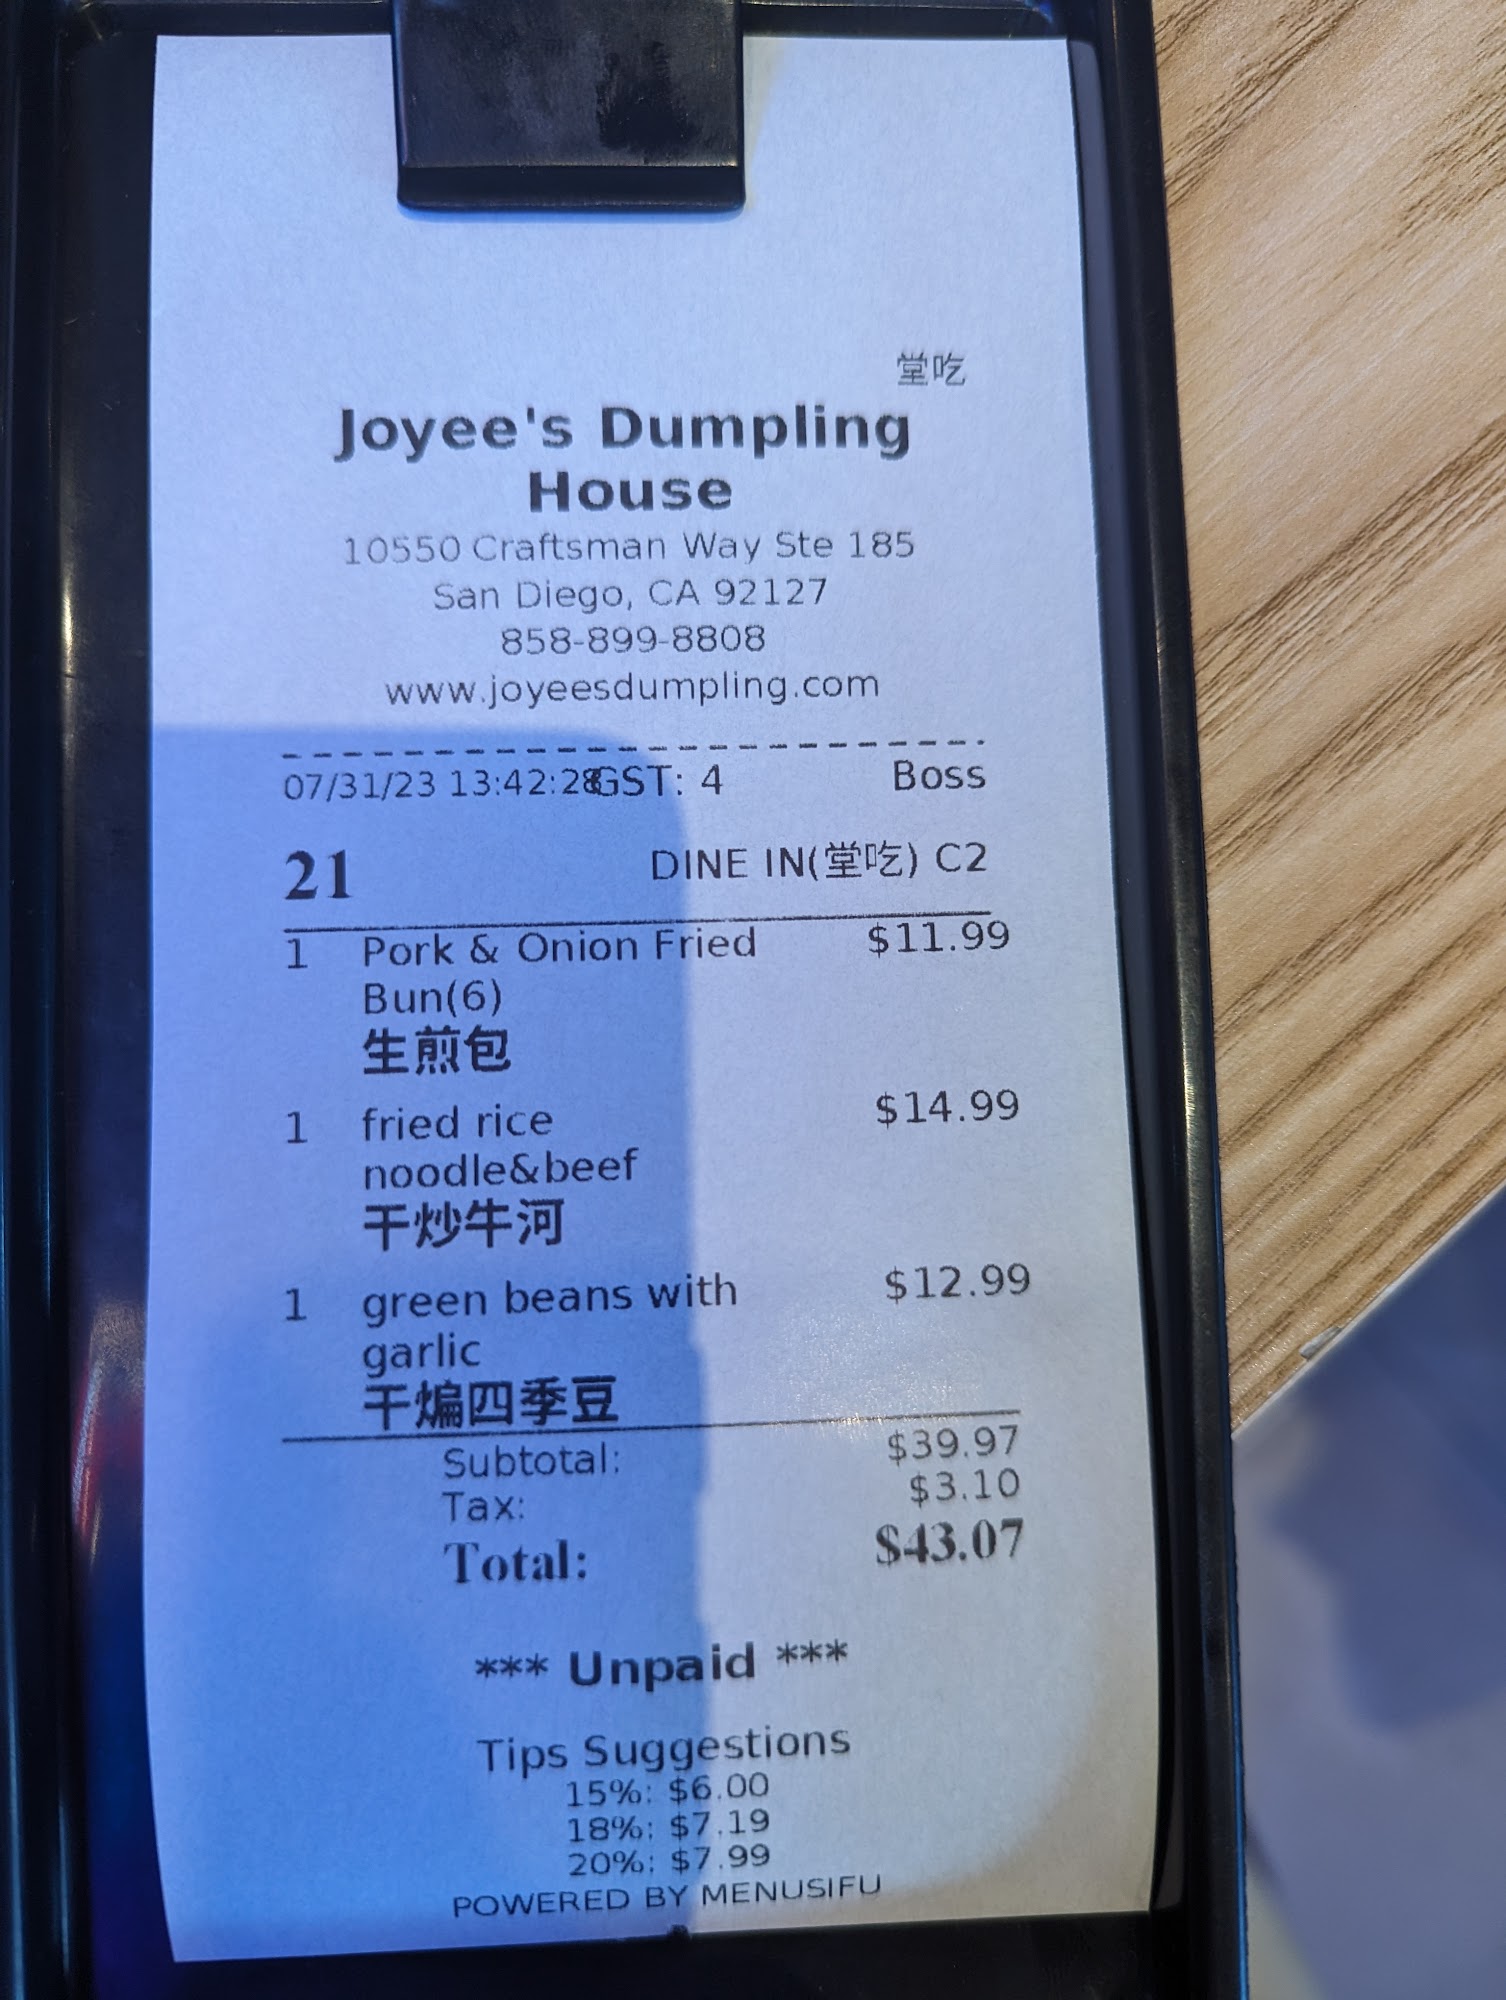 堂吃
Joyee's Dumpling
House
10550 Craftsman Way Ste 185
San Diego, CA 92127
858-899-8808
www.joyeesdumpling.com
07/31/23 13:42:28 GST: 4 Boss
21 DINE IN(堂吃) C2
1 Pork & Onion Fried $11.99
Bun(6)
生煎包
1 fried rice $14.99
noodle&beef
干炒牛河
1 green beans with $12.99
garlic
干煸四季豆
Subtotal: $39.97
Tax: $3.10
Total: $43.07
*** Unpaid ***
Tips Suggestions
15%: $6.00
18%: $7.19
20%: $7.99
POWERED BY MENUSIFU